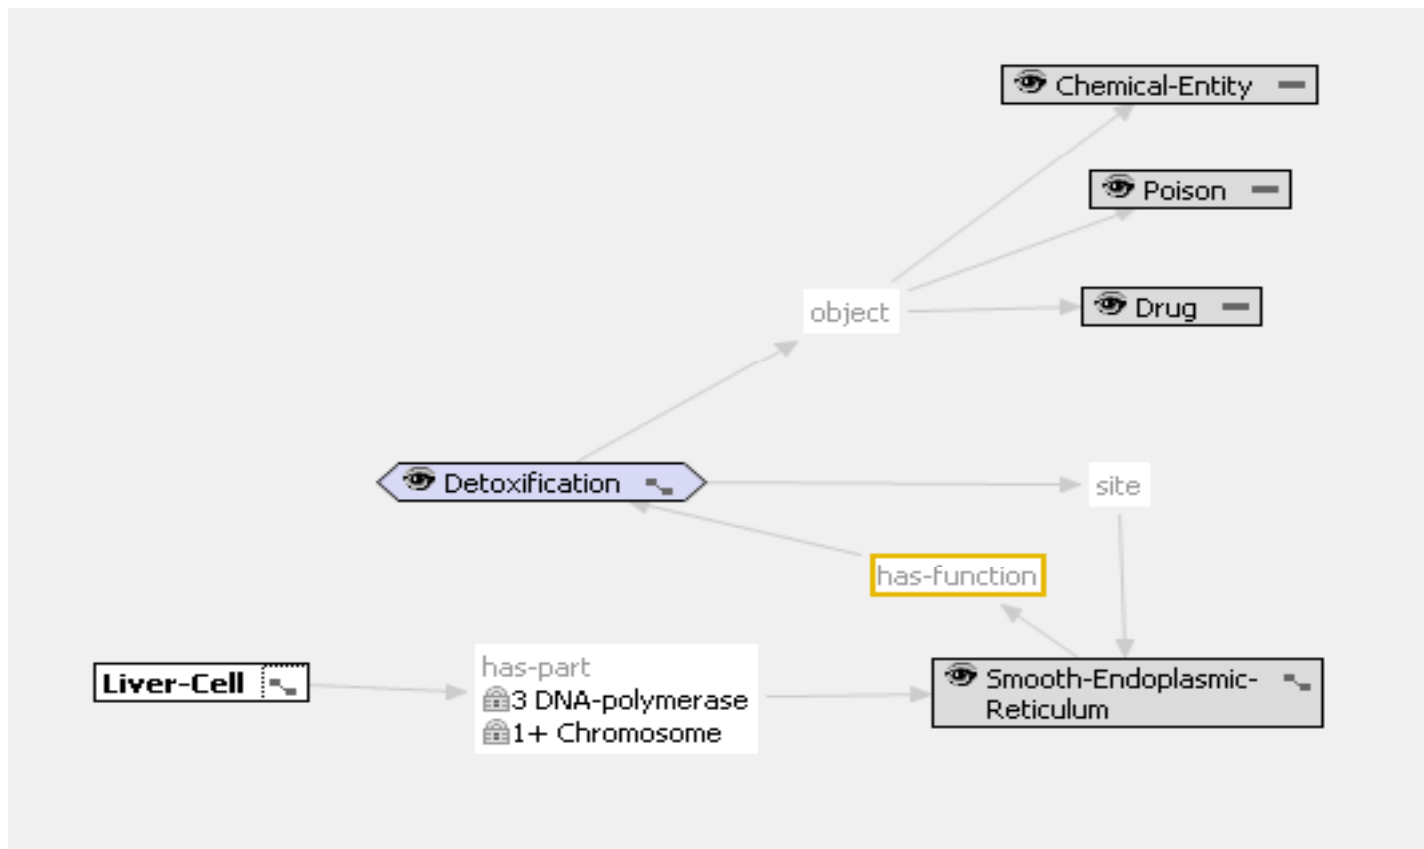 Chemical-Entity
Poison
object
Drug
Detoxification
site
has-function
Liver-Cell
has-part
3 DNA-polymerase
1+ Chromosome
Smooth-Endoplasmic-
Reticulum